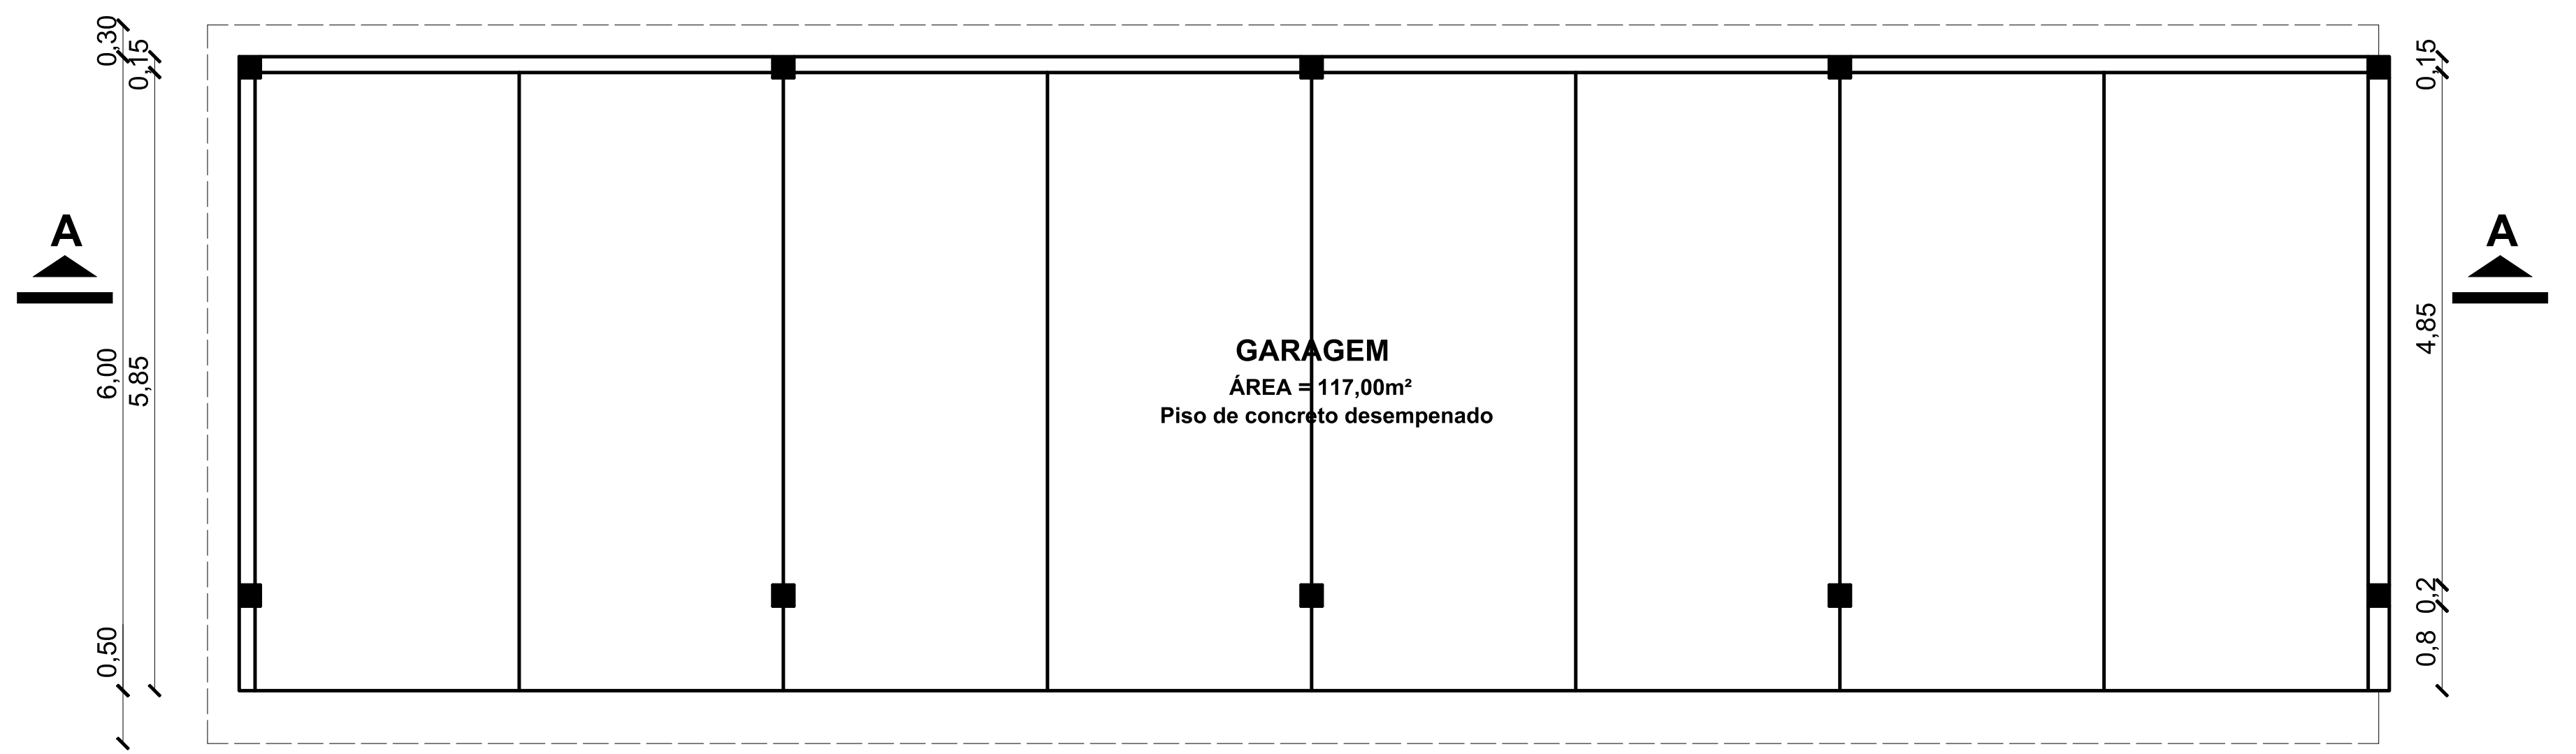 0,30
0,15
0,15
A
A
6,00
5,85
4,85
GARAGEM
ÁREA = 117,00m²
Piso de concreto desempenado
0,2
0,50
0,8